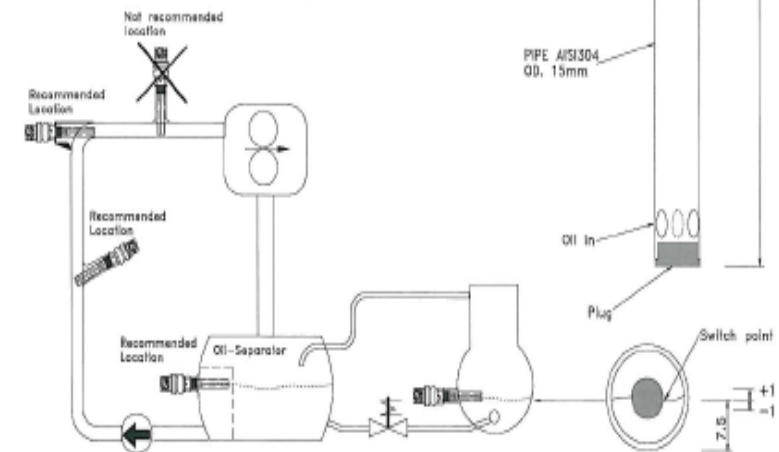 Not recommended
location
Recommended
Location
PIPE AISI304
OD. 15mm
Recommended
Location
Oil in
Plug
Recommended
Location
Oil-Separator
Switch point
+1
-1
7.5